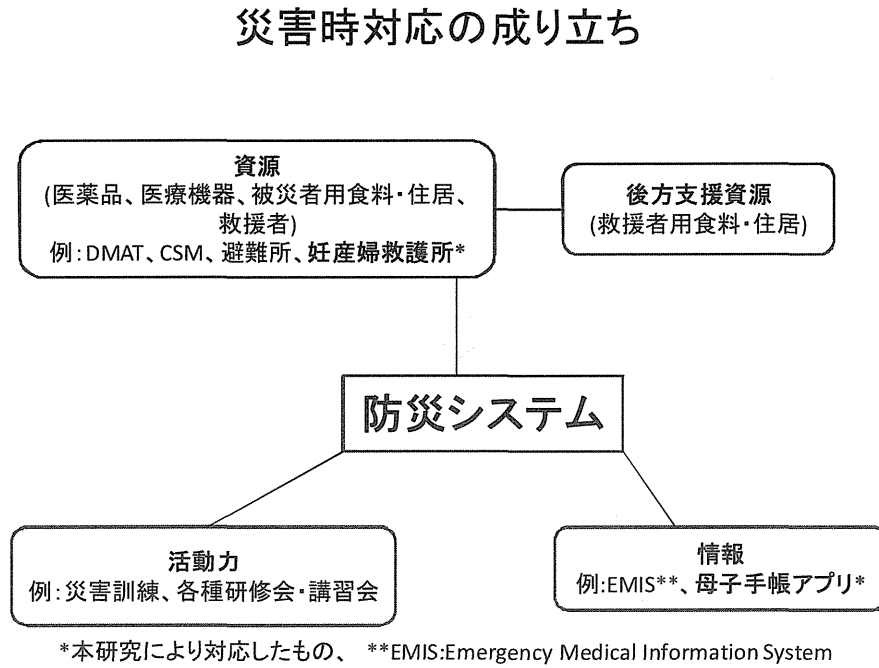 災害時対応の成り立ち
資源
(医薬品、医療機器、被災者用食料・住居、
救援者)
例:DMAT、CSM、避難所、妊産婦救護所*
後方支援資源
(救援者用食料・住居)
防災システム
活動力
例:災害訓練、各種研修会・講習会
情報
例:EMIS**、母子手帳アプリ*
*本研究により対応したもの、 **EMIS:Emergency Medical Information System